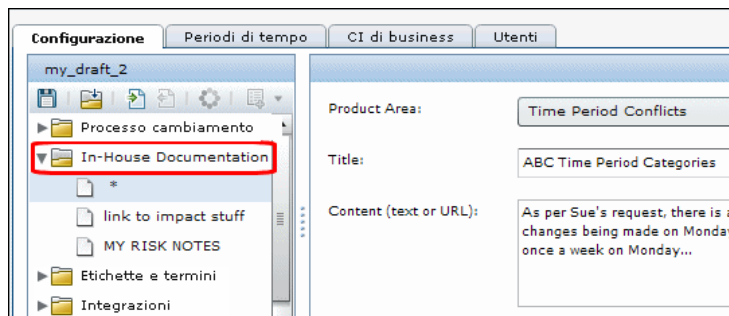 Configurazione
Periodi di tempo
CI di business
Utenti
my_draft_2
Processo cambiamento
In-House Documentation
*
link to impact stuff
MY RISK NOTES
Etichette e termini
Integrazioni
Product Area:
Time Period Conflicts
Title:
ABC Time Period Categories
Content (text or URL):
As per Sue's request, there is a
changes being made on Monday
once a week on Monday...